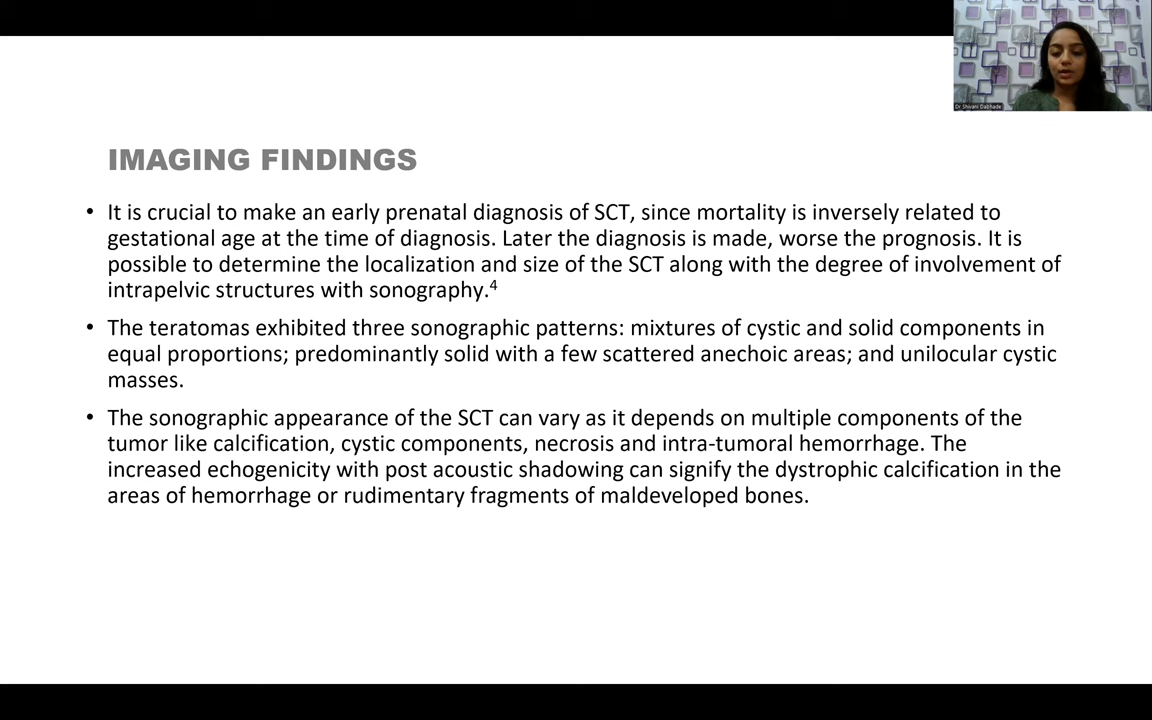 Dr Shivani Dabhade
IMAGING FINDINGS
• It is crucial to make an early prenatal diagnosis of SCT, since mortality is inversely related to
gestational age at the time of diagnosis. Later the diagnosis is made, worse the prognosis. It is
possible to determine the localization and size of the SCT along with the degree of involvement of
intrapelvic structures with sonography.⁴
• The teratomas exhibited three sonographic patterns: mixtures of cystic and solid components in
equal proportions; predominantly solid with a few scattered anechoic areas; and unilocular cystic
masses.
• The sonographic appearance of the SCT can vary as it depends on multiple components of the
tumor like calcification, cystic components, necrosis and intra-tumoral hemorrhage. The
increased echogenicity with post acoustic shadowing can signify the dystrophic calcification in the
areas of hemorrhage or rudimentary fragments of maldeveloped bones.